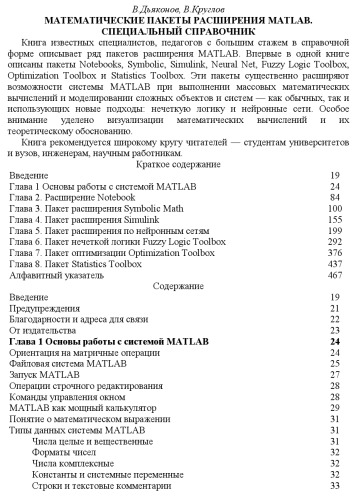 В.Дьяконов, В.Круглов
МАТЕМАТИЧЕСКИЕ ПАКЕТЫ РАСШИРЕНИЯ MATLAB.
СПЕЦИАЛЬНЫЙ СПРАВОЧНИК
Книга известных специалистов, педагогов с большим стажем в справочной
форме описывает ряд пакетов расширения MATLAB. Впервые в одной книге
описаны пакеты Notebooks, Symbolic, Simulink, Neural Net, Fuzzy Logic Toolbox,
Optimization Toolbox и Statistics Toolbox. Эти пакеты существенно расширяют
возможности системы MATLAB при выполнении массовых математических
вычислений и моделировании сложных объектов и систем — как обычных, так и
использующих новые подходы: нечеткую логику и нейронные сети. Особое
внимание уделено визуализации математических вычислений и их
теоретическому обоснованию.
Книга рекомендуется широкому кругу читателей — студентам университетов
и вузов, инженерам, научным работникам.
Краткое содержание
Введение 19
Глава 1 Основы работы с системой MATLAB 24
Глава 2. Расширение Notebook 84
Глава 3. Пакет расширения Symbolic Math 100
Глава 4. Пакет расширения Simulink 155
Глава 5. Пакет расширения по нейронным сетям 199
Глава 6. Пакет нечеткой логики Fuzzy Logic Toolbox 292
Глава 7. Пакет оптимизации Optimization Toolbox 376
Глава 8. Пакет Statistics Toolbox 437
Алфавитный указатель 467
Содержание
Введение 19
Предупреждения 21
Благодарности и адреса для связи 22
От издательства 23
Глава 1 Основы работы с системой MATLAB 24
Ориентация на матричные операции 24
Файловая система MATLAB 25
Запуск MATLAB 27
Операции строчного редактирования 28
Команды управления окном 28
MATLAB как мощный калькулятор 29
Понятие о математическом выражении 31
Типы данных системы MATLAB 31
Числа целые и вещественные 31
Форматы чисел 32
Числа комплексные 32
Константы и системные переменные 32
Строки и текстовые комментарии 33